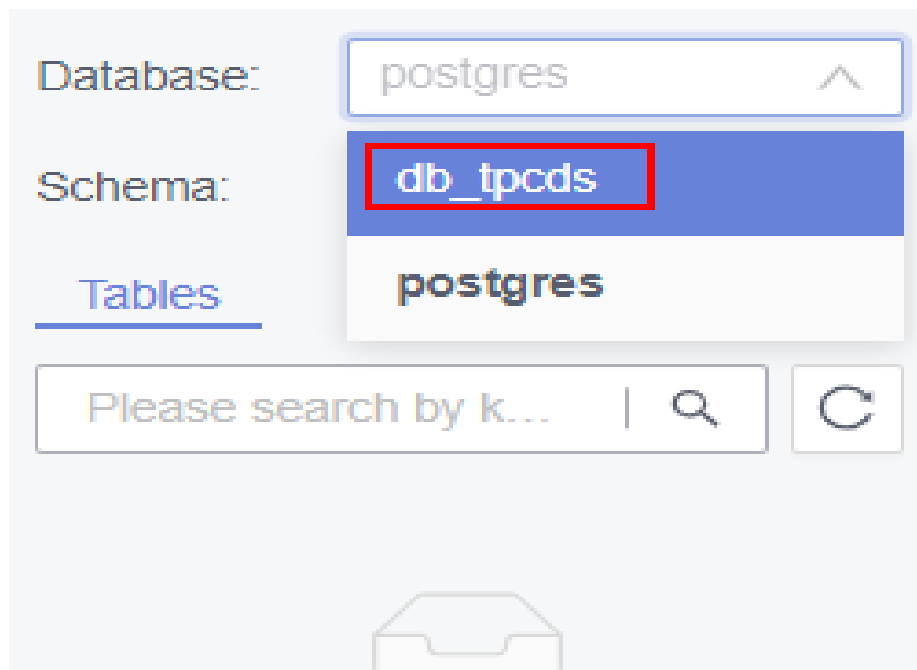 Database: postgres
db_tpcds
Schema:
postgres
Tables
Please search by k...